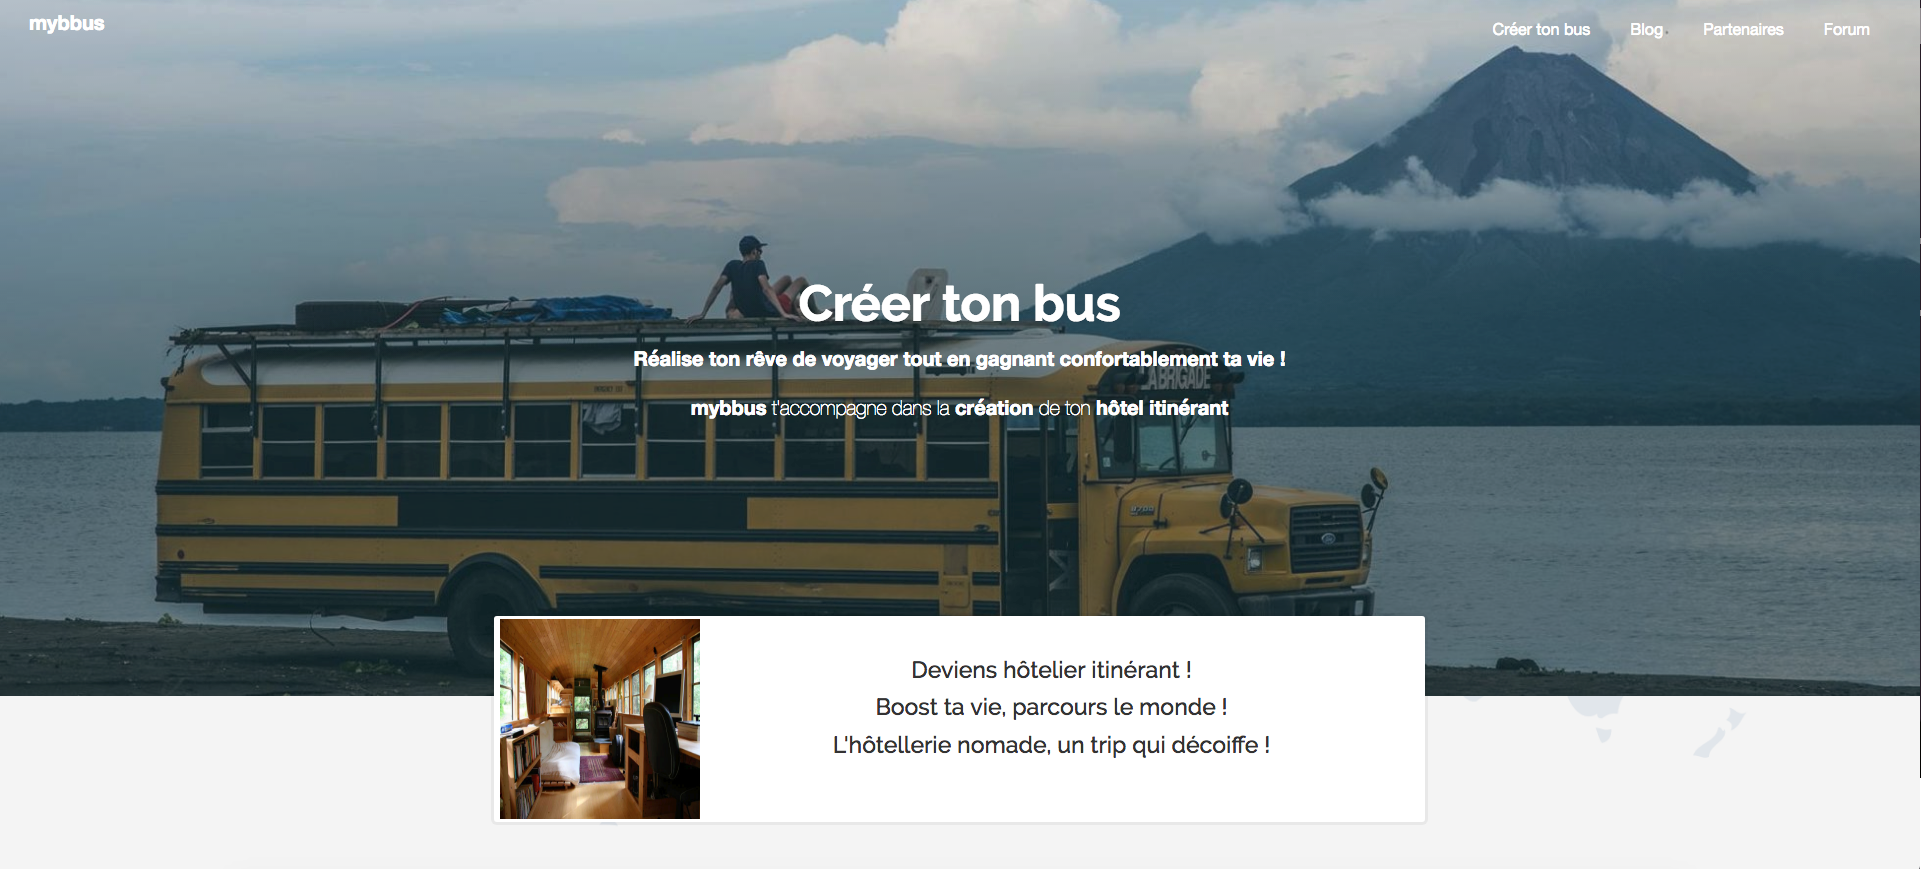 mybbus
Créer ton bus
Blog
Partenaires
Forum
Créer ton bus
Réalise ton rêve de voyager tout en gagnant confortablement ta vie !
mybbus t'accompagne dans la création de ton hôtel itinérant
Deviens hôtelier itinérant !
Boost ta vie, parcours le monde !
L'hôtellerie nomade, un trip qui décoiffe !